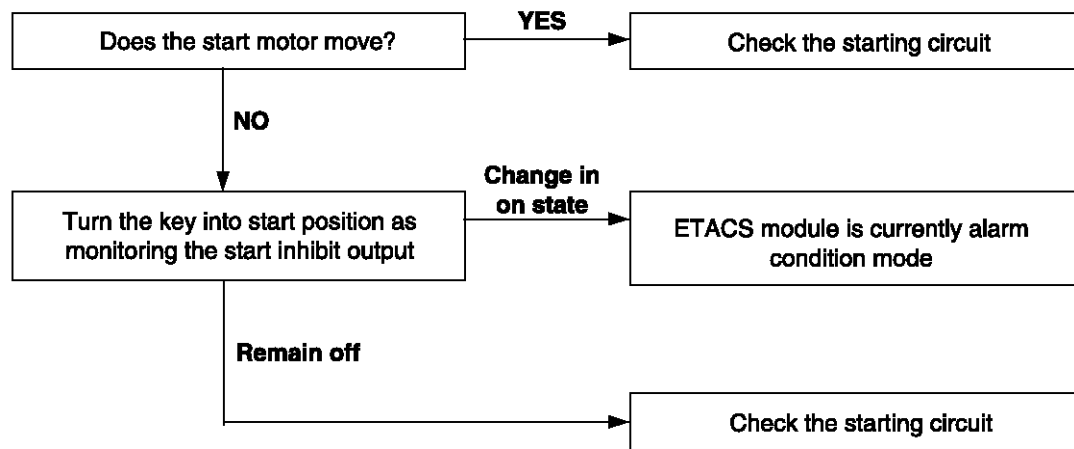 Does the start motor move?
YES
Check the starting circuit
NO
Turn the key into start position as
monitoring the start inhibit output
Change in
on state
ETACS module is currently alarm
condition mode
Remain off
Check the starting circuit